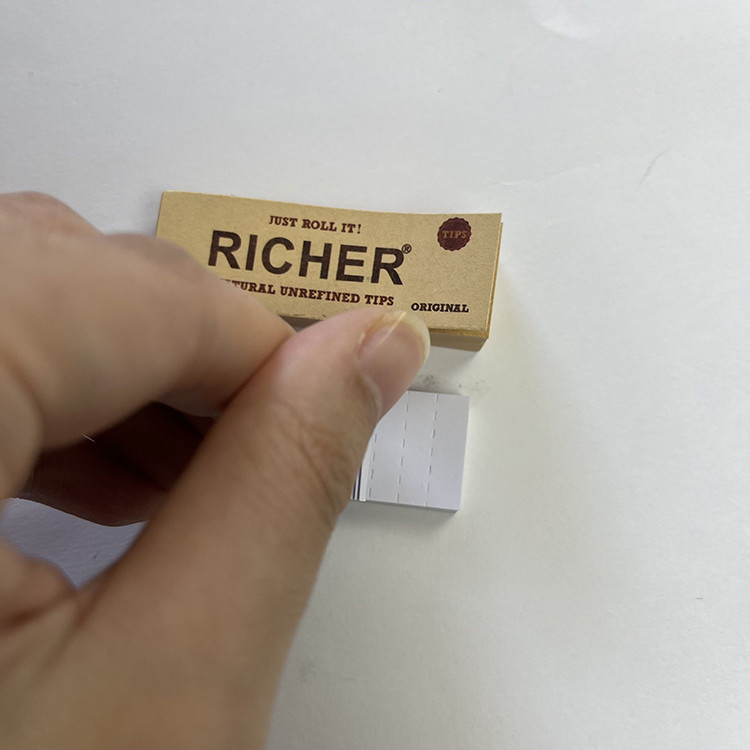 JUST ROLL IT!
TIPS
RICHER®
UNREFINED TIPS
ORIGINAL